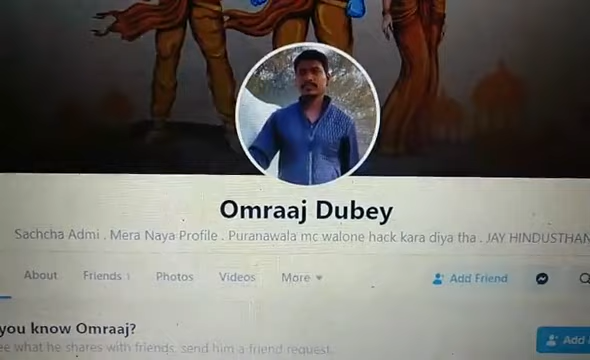 Omraaj Dubey
Sachcha Admi . Mera Naya Profile . Puranawala mc walone hack kara diya tha . JAY HINDUSTHAN
About Friends 1 Photos Videos More Add Friend
you know Omraaj?
ee what he shares with friends, send him a friend request.
Add